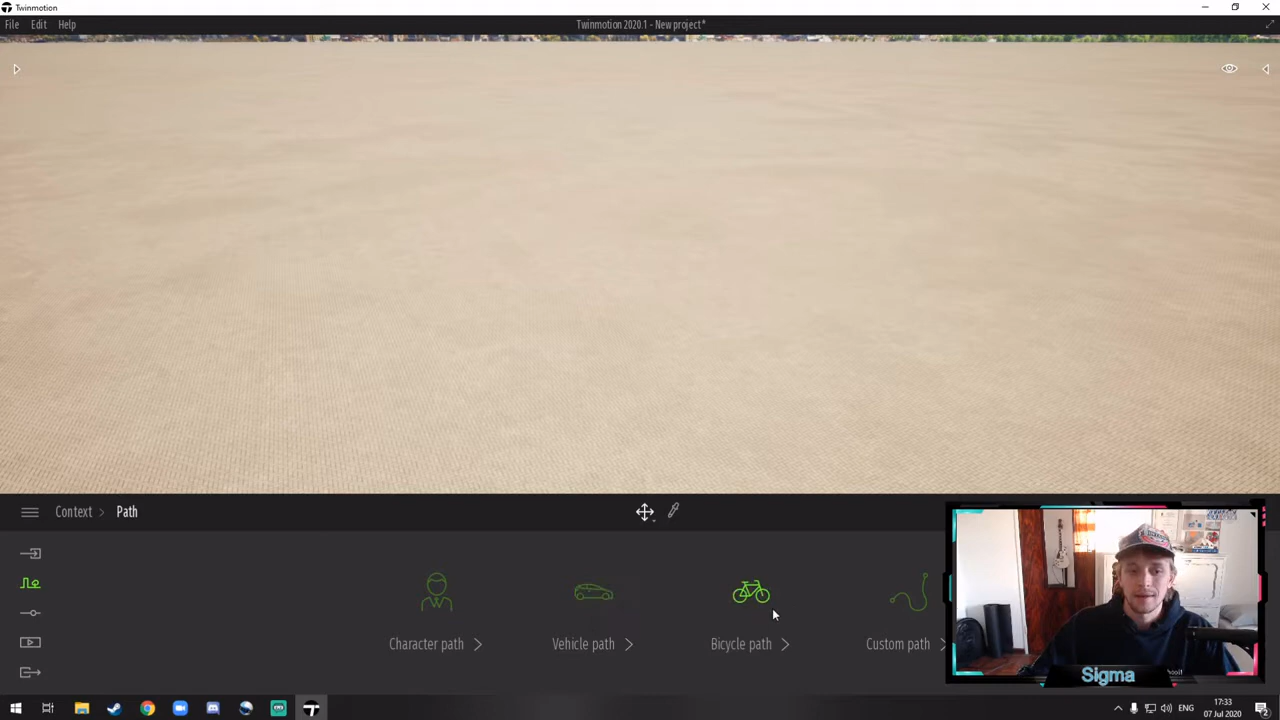 Twinmotion
File Edit Help
Twinmotion 2020.1 - New project*
Context > Path
Character path
Vehicle path
Bicycle path
Custom path
Sigma
ENG
17:33
07 Jul 2020
2